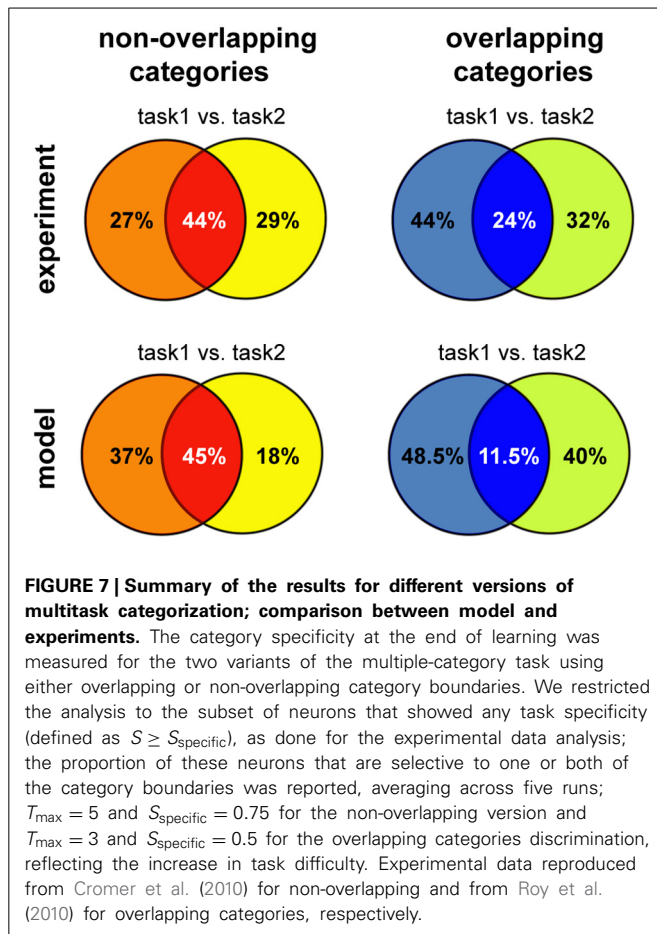 non-overlapping overlapping
categories categories
task1 vs. task2 task1 vs. task2
experiment
27% 44% 29% 44% 24% 32%
task1 vs. task2 task1 vs. task2
model
37% 45% 18% 48.5% 11.5% 40%
FIGURE 7 | Summary of the results for different versions of
multitask categorization; comparison between model and
experiments. The category specificity at the end of learning was
measured for the two variants of the multiple-category task using
either overlapping or non-overlapping category boundaries. We restricted
the analysis to the subset of neurons that showed any task specificity
(defined as S ≥ Sspecific), as done for the experimental data analysis;
the proportion of these neurons that are selective to one or both of
the category boundaries was reported, averaging across five runs;
Tmax = 5 and Sspecific = 0.75 for the non-overlapping version and
Tmax = 3 and Sspecific = 0.5 for the overlapping categories discrimination,
reflecting the increase in task difficulty. Experimental data reproduced
from Cromer et al. (2010) for non-overlapping and from Roy et al.
(2010) for overlapping categories, respectively.